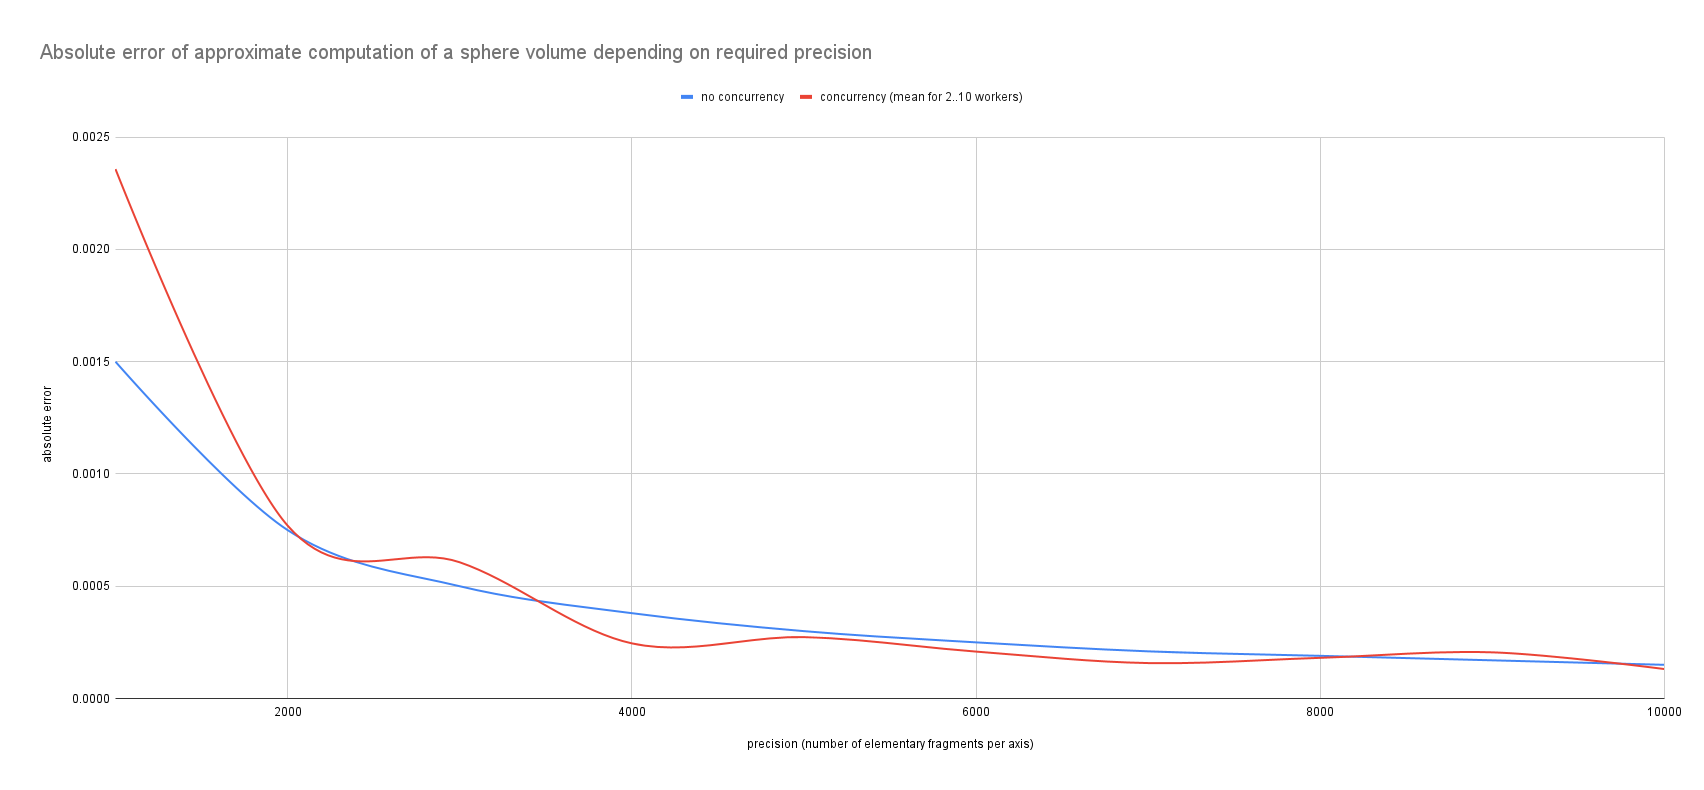 Absolute error of approximate computation of a sphere volume depending on required precision
no concurrency
concurrency (mean for 2..10 workers)
0.0025
0.0020
0.0015
0.0010
0.0005
0.0000
absolute error
2000
4000
6000
8000
10000
precision (number of elementary fragments per axis)